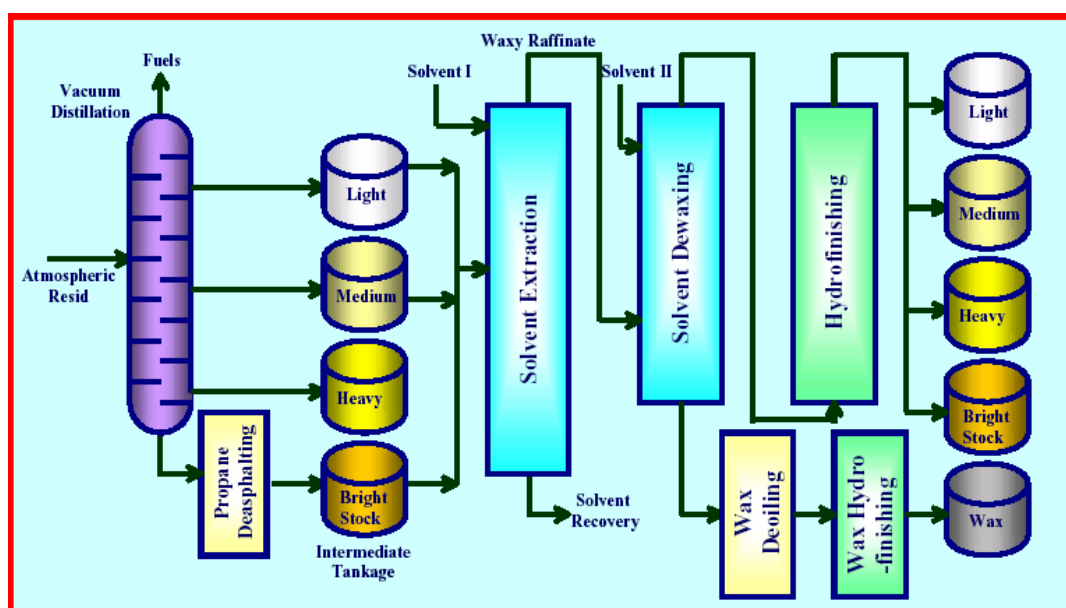 Fuels
Vacuum
Distillation
Atmospheric
Resid
Propane
Deasphalting
Light
Medium
Heavy
Bright
Stock
Intermediate
Tankage
Solvent I
Waxy Raffinate
Solvent Extraction
Solvent
Recovery
Solvent II
Solvent Dewaxing
Hydrofinishing
Wax
Deoiling
Wax Hydro
-finishing
Light
Medium
Heavy
Bright
Stock
Wax